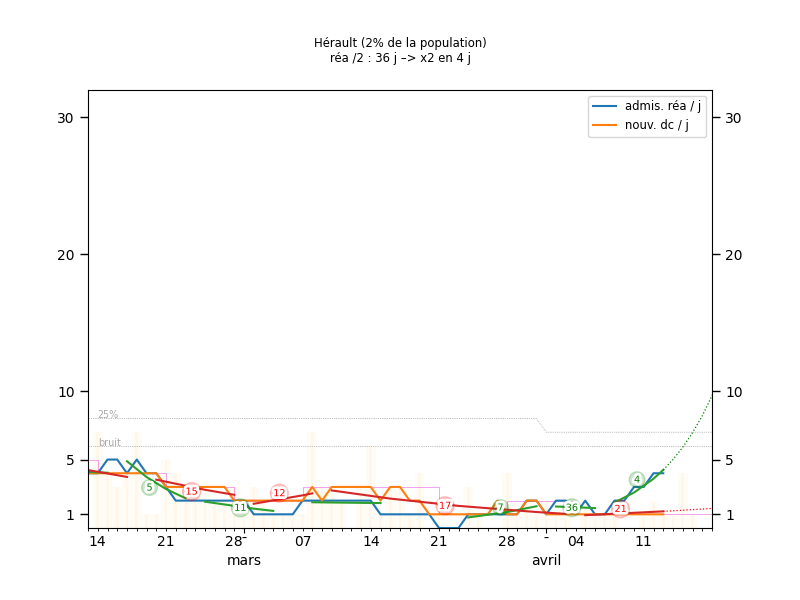 Hérault (2% de la population)
réa /2 : 36 j –> x2 en 4 j
admis. réa / j
nouv. dc / j
30 30
20 20
10 10
25%
bruit
5 5
4
5
15
11
12
17
7
36
21
1 1
14 21 28 07 14 21 28 04 11
mars avril